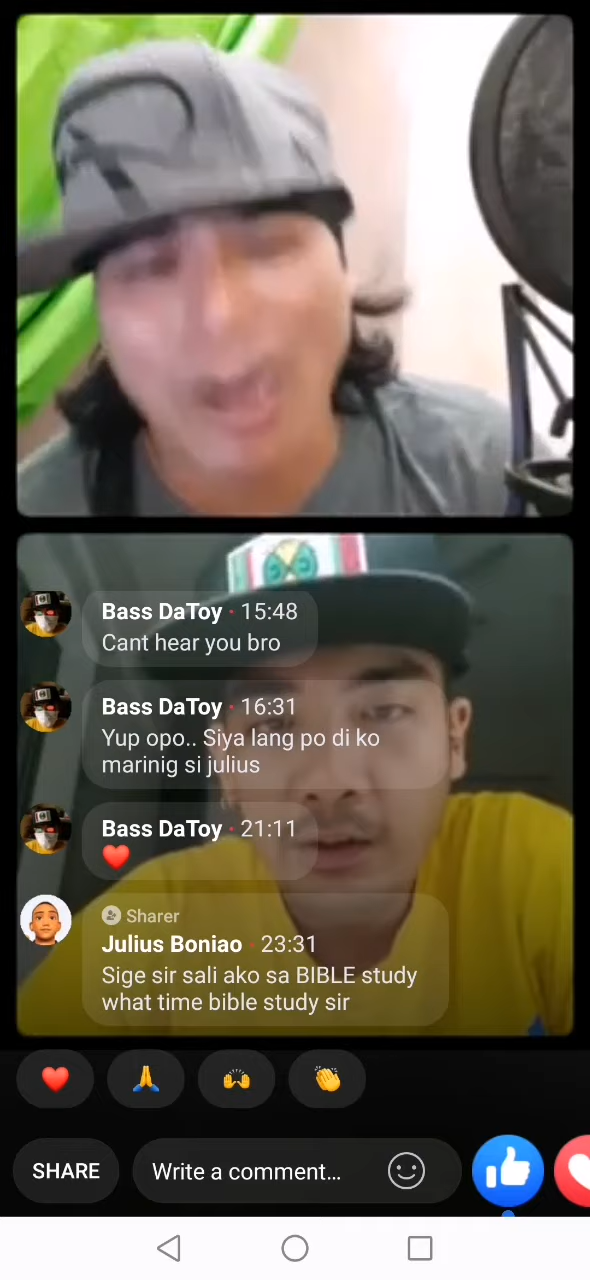 Bass DaToy · 15:48
Cant hear you bro
Bass DaToy · 16:31
Yup opo.. Siya lang po di ko
marinig si julius
Bass DaToy · 21:11
Sharer
Julius Boniao · 23:31
Sige sir sali ako sa BIBLE study
what time bible study sir
SHARE
Write a comment...